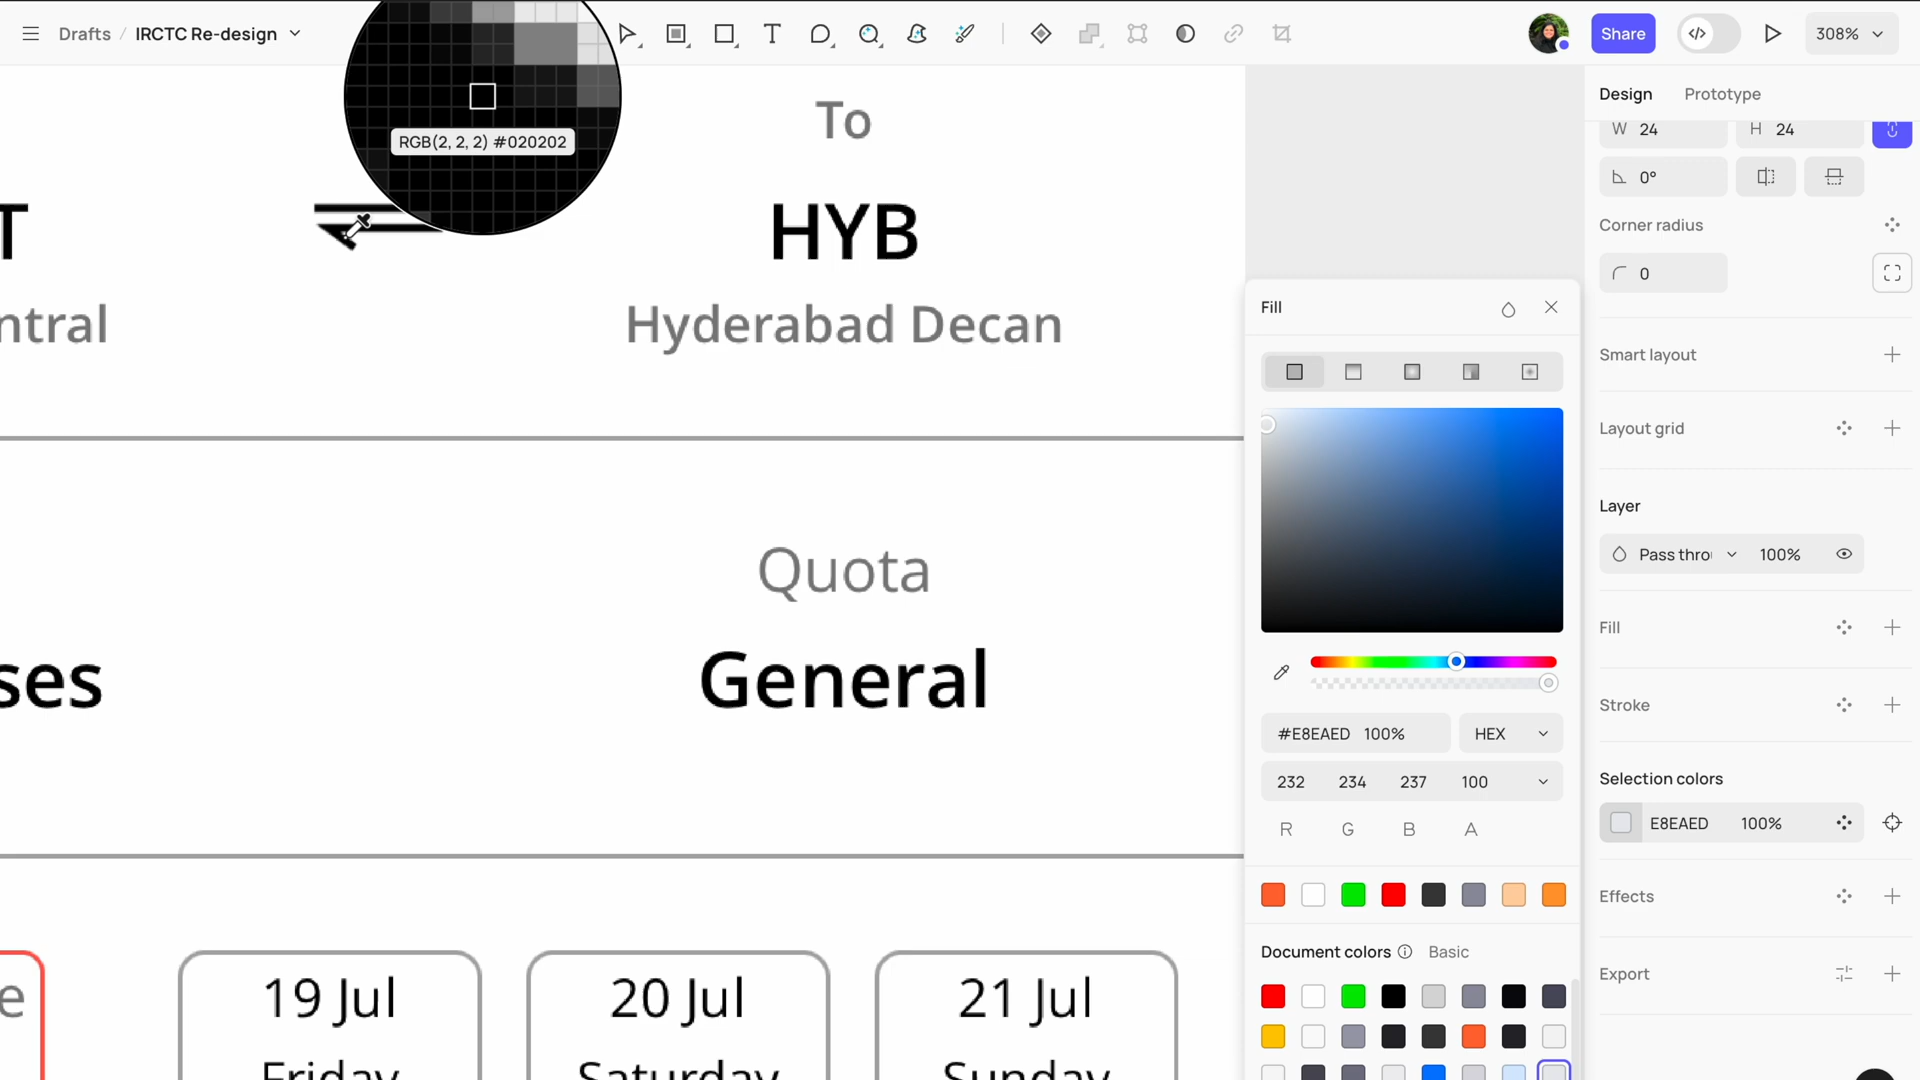 Drafts / IRCTC Re-design
Share
</>
308%
RGB(2, 2, 2) #020202
Design Prototype
W 24 H 24
0°
Corner radius
0
Smart layout
Layout grid
Layer
Pass thro 100%
Fill
Stroke
Selection colors
E8EAED 100%
Effects
Export
Fill
#E8EAED 100% HEX
232 234 237 100
R G B A
Document colors Basic
To
T HYB
ntral Hyderabad Decan
Quota
ses General
e 19 Jul 20 Jul 21 Jul
Friday Saturday Sunday